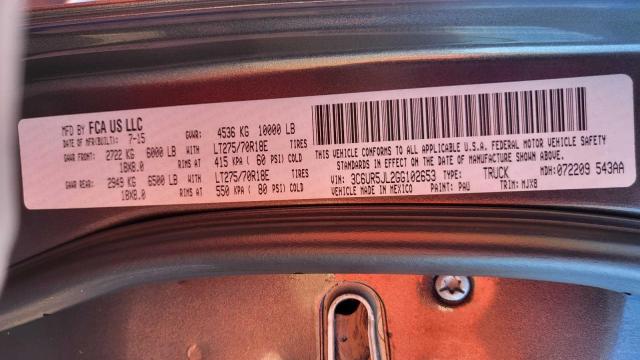 MFD BY FCA US LLC
DATE OF MFR(BUILT): 7-15 GVWR: 4536 KG 10000 LB
GAWR FRONT: 2722 KG 6000 LB WITH LT275/70R18E TIRES
18X8.0 RIMS AT 415 KPA ( 60 PSI) COLD
GAWR REAR: 2949 KG 6500 LB WITH LT275/70R18E TIRES
18X8.0 RIMS AT 550 KPA ( 80 PSI) COLD
THIS VEHICLE CONFORMS TO ALL APPLICABLE U.S.A. FEDERAL MOTOR VEHICLE SAFETY
STANDARDS IN EFFECT ON THE DATE OF MANUFACTURE SHOWN ABOVE.
VIN: 3C6UR5JL2GG102653 TYPE: TRUCK MDH: 072209 543AA
VEHICLE MADE IN MEXICO PAINT: PAU TRIM: MJX8